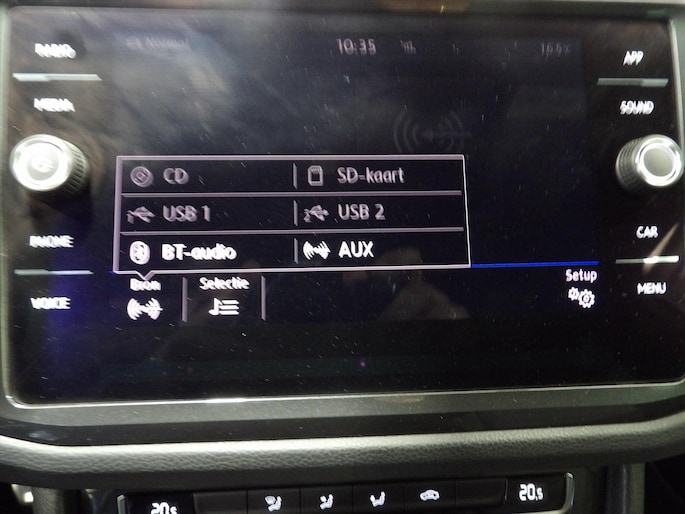 RADIO
MEDIA
PHONE
VOICE
10:35
CD
SD-kaart
USB 1
USB 2
BT-audio
AUX
Bron
Selectie
Setup
APP
SOUND
CAR
MENU
20.5
20.5